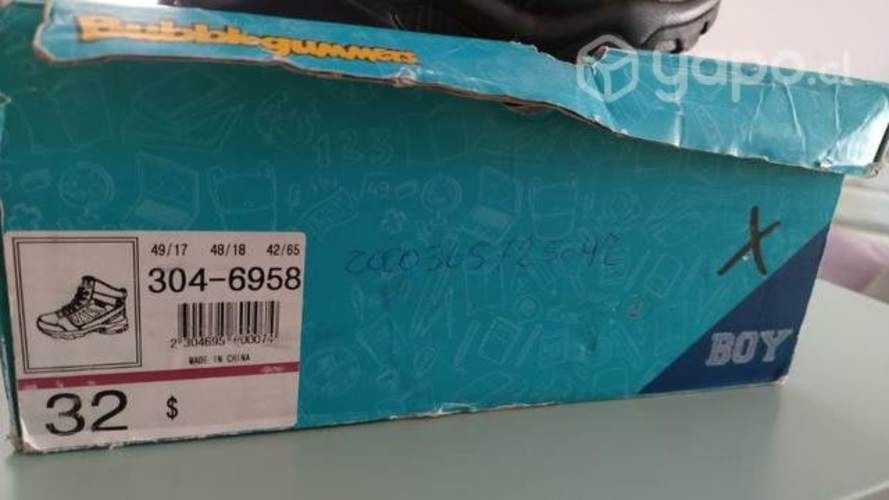 Bubblegummers
yapo.cl
49/17 48/18 42/65
304-6958
MADE IN CHINA
32 $
X
BOY